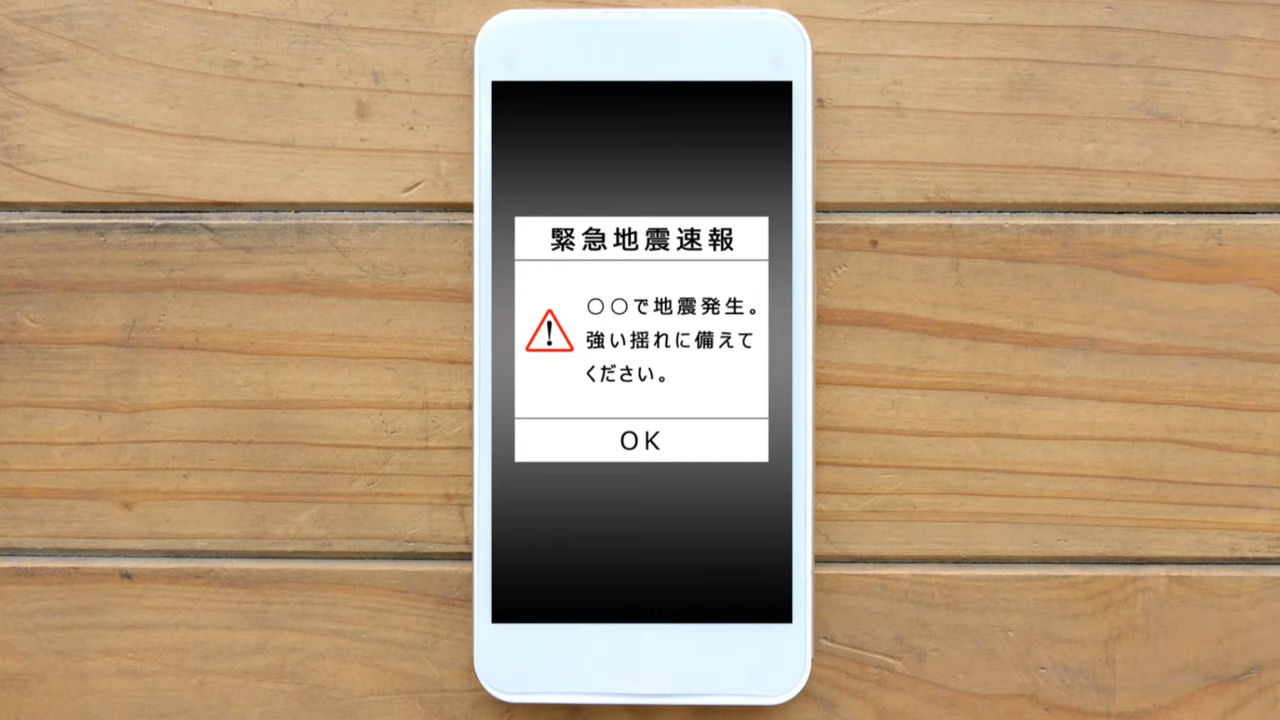 緊急地震速報
○○で地震発生。
強い揺れに備えて
ください。
OK